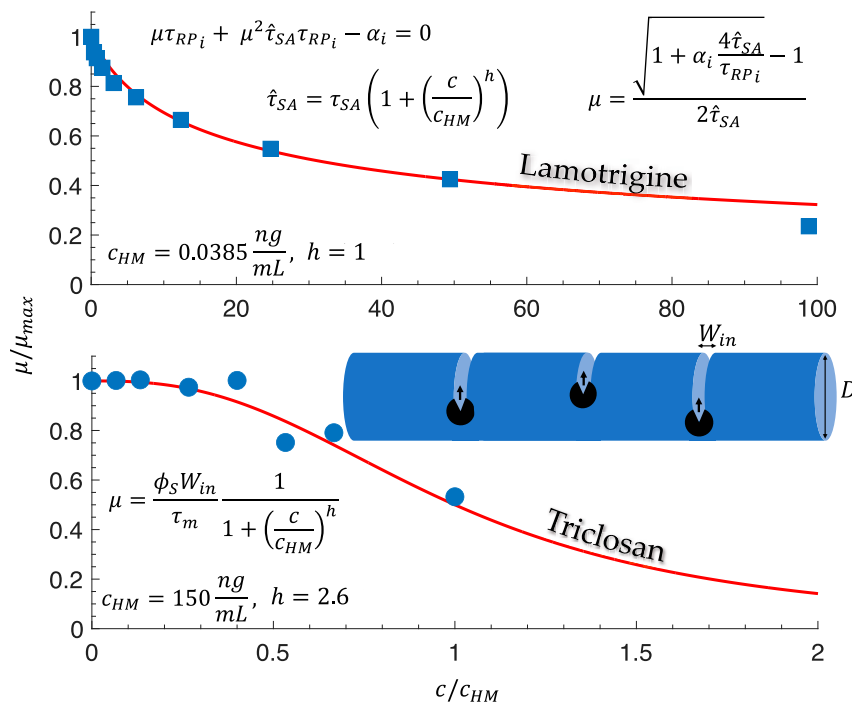 μτ_{RP_i} + μ²τ̂_{SA}τ_{RP_i} − α_i = 0
τ̂_{SA} = τ_{SA}(1 + (c/c_{HM})^h)
μ = (√(1 + α_i 4τ̂_{SA}/τ_{RP_i}) − 1)/(2τ̂_{SA})
Lamotrigine
c_{HM} = 0.0385 ng/mL, h = 1
1
0.8
0.6
0.4
0.2
0
0 20 40 60 80 100
μ/μ_{max}
W_{in}
D
μ = (ϕ_S W_{in}/τ_m) 1/(1 + (c/c_{HM})^h)
Triclosan
c_{HM} = 150 ng/mL, h = 2.6
1
0.8
0.6
0.4
0.2
0
0 0.5 1 1.5 2
c/c_{HM}